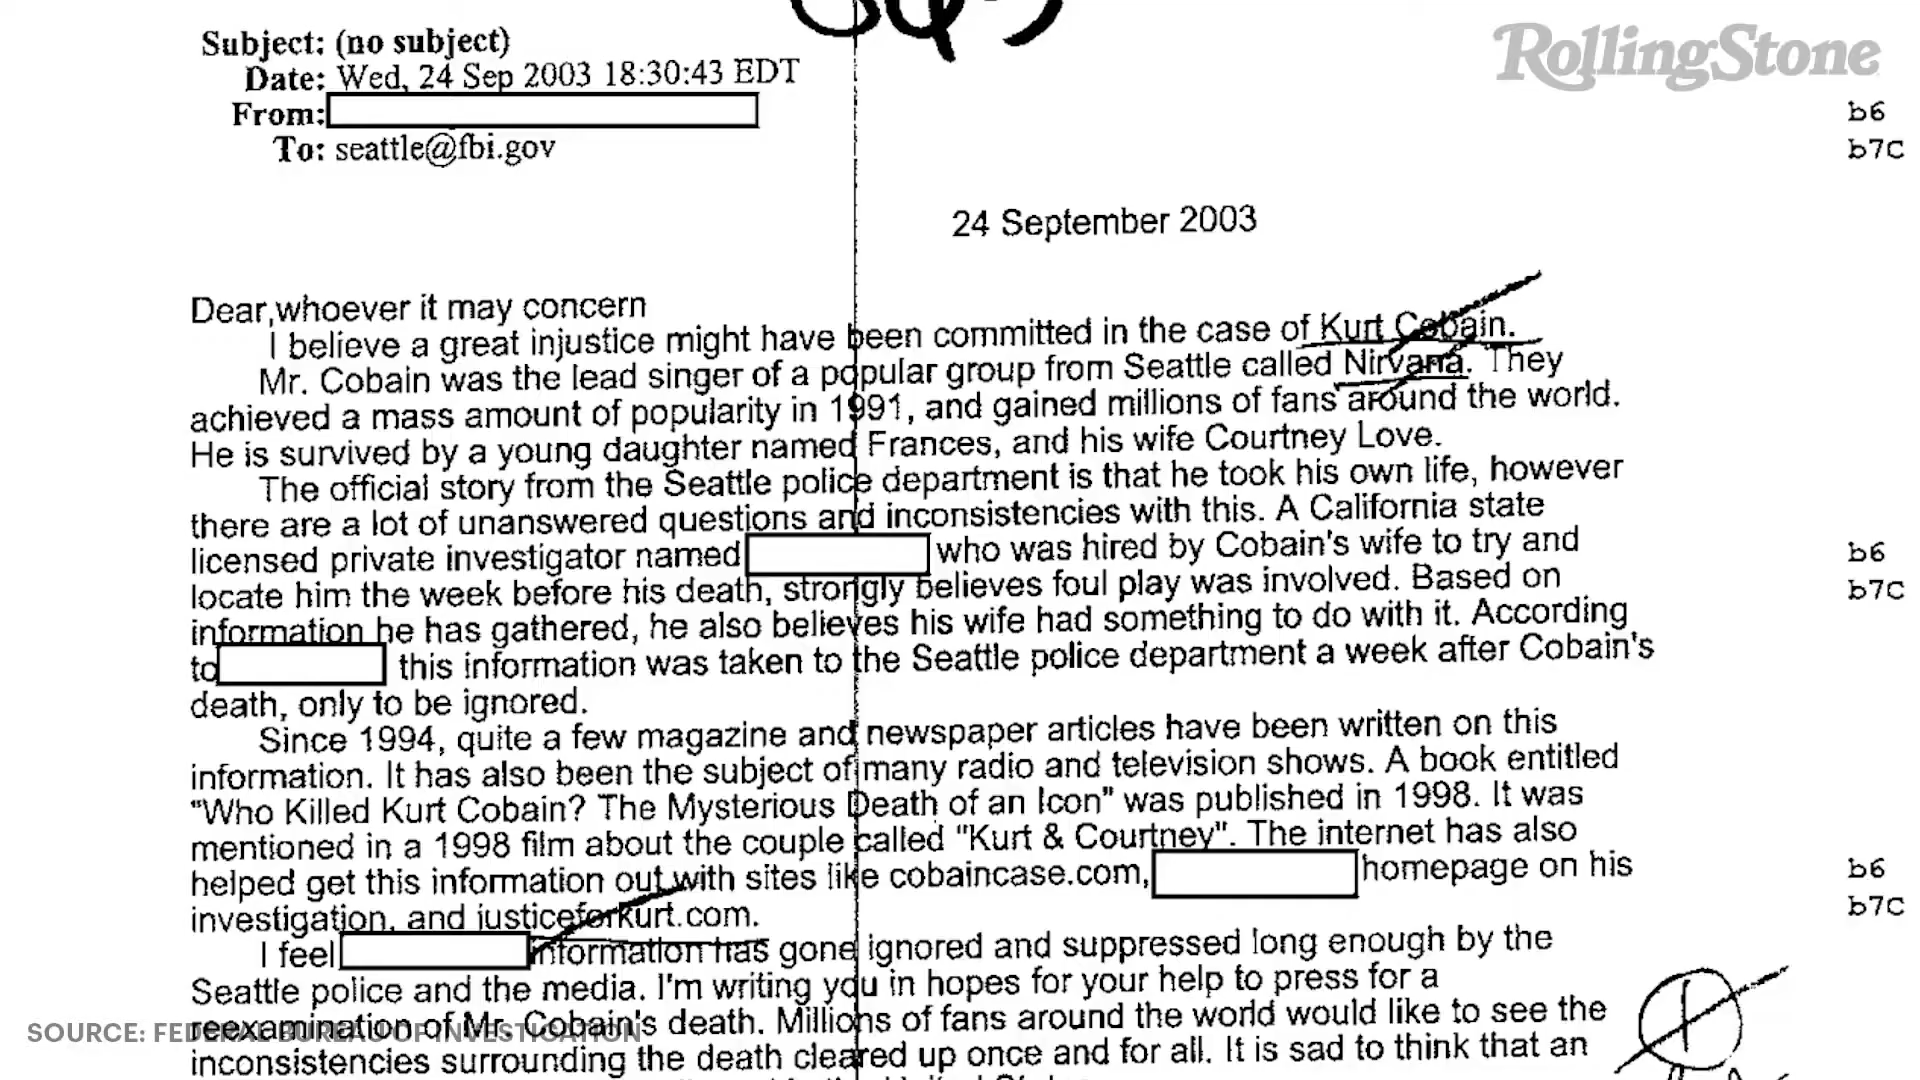 RollingStone
Subject: (no subject)
Date: Wed, 24 Sep 2003 18:30:43 EDT
From:
b6
To: seattle@fbi.gov
b7C
24 September 2003
Dear,whoever it may concern
I believe a great injustice might have been committed in the case of Kurt Cobain.
Mr. Cobain was the lead singer of a popular group from Seattle called Nirvana. They
achieved a mass amount of popularity in 1991, and gained millions of fans around the world.
He is survived by a young daughter named Frances, and his wife Courtney Love.
The official story from the Seattle police department is that he took his own life, however
there are a lot of unanswered questions and inconsistencies with this. A California state
licensed private investigator named who was hired by Cobain's wife to try and
b6
locate him the week before his death, strongly believes foul play was involved. Based on
b7C
information he has gathered, he also believes his wife had something to do with it. According
to this information was taken to the Seattle police department a week after Cobain's
death, only to be ignored.
Since 1994, quite a few magazine and newspaper articles have been written on this
information. It has also been the subject of many radio and television shows. A book entitled
"Who Killed Kurt Cobain? The Mysterious Death of an Icon" was published in 1998. It was
mentioned in a 1998 film about the couple called "Kurt & Courtney". The internet has also
helped get this information out with sites like cobaincase.com, homepage on his
b6
investigation, and justiceforkurt.com.
b7C
I feel information has gone ignored and suppressed long enough by the
Seattle police and the media. I'm writing you in hopes for your help to press for a
reexamination of Mr. Cobain's death. Millions of fans around the world would like to see the
SOURCE: FEDERAL BUREAU OF INVESTIGATION
inconsistencies surrounding the death cleared up once and for all. It is sad to think that an